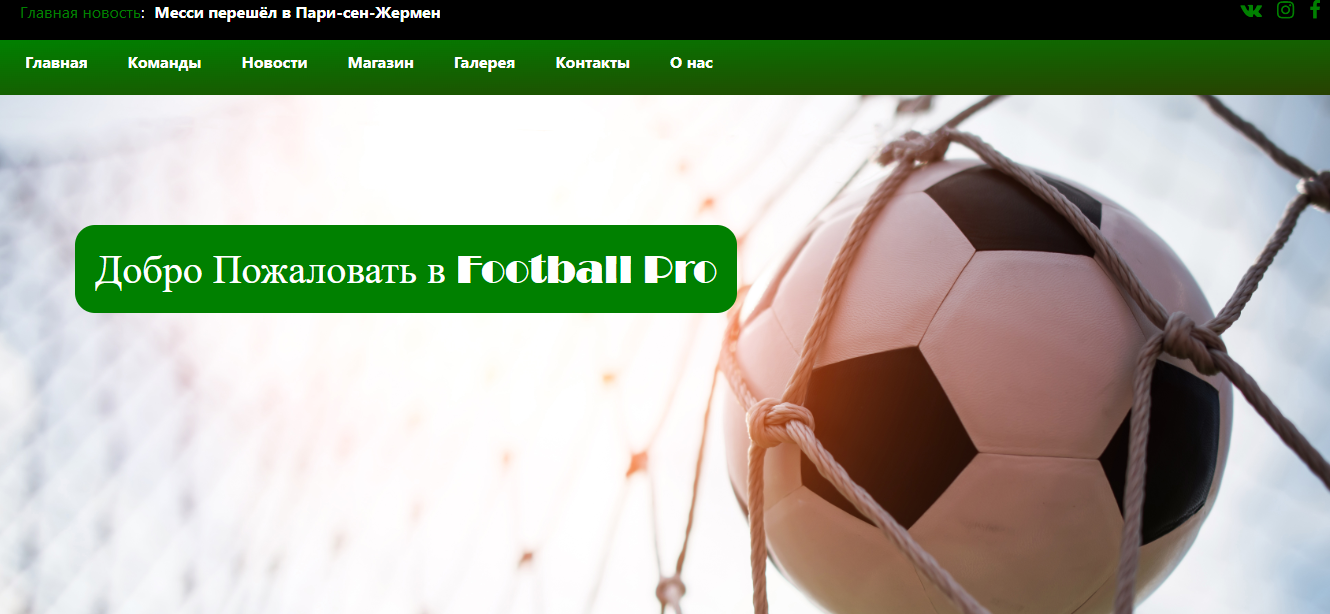 Главная новость: Месси перешёл в Пари-сен-Жермен
Главная Команды Новости Магазин Галерея Контакты О нас
Добро Пожаловать в Football Pro